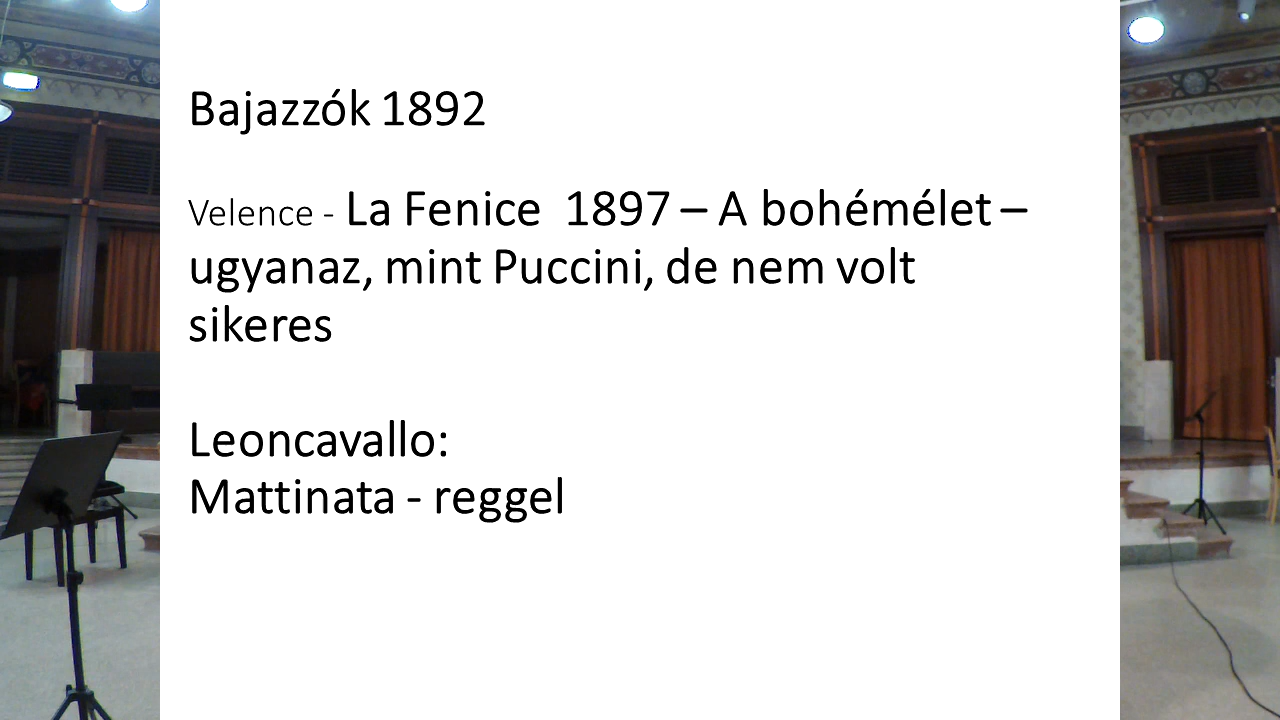 Bajazzók 1892
Velence - La Fenice 1897 – A bohémélet –
ugyanaz, mint Puccini, de nem volt
sikeres
Leoncavallo:
Mattinata - reggel